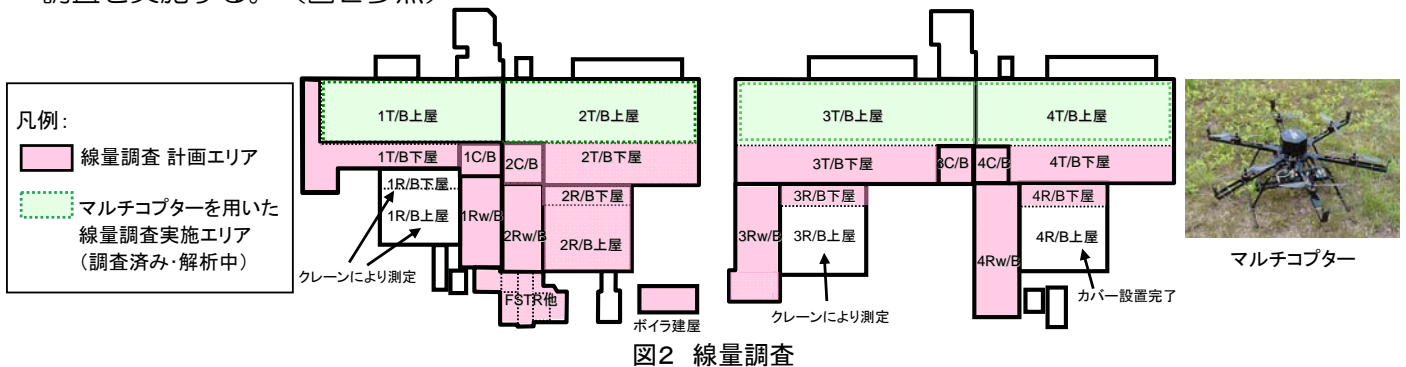 調査を実施する。（図２参照）
凡例：
線量調査 計画エリア
マルチコプターを用いた
線量調査実施エリア
（調査済み・解析中）
1T/B上屋
2T/B上屋
1T/B下屋
1C/B
2C/B
2T/B下屋
1R/B下屋
1R/B上屋
1Rw/B
2Rw/B
2R/B下屋
2R/B上屋
クレーンにより測定
FSTR他
ボイラ建屋
3T/B上屋
4T/B上屋
3T/B下屋
3C/B
4C/B
4T/B下屋
3Rw/B
3R/B下屋
3R/B上屋
4Rw/B
4R/B下屋
4R/B上屋
クレーンにより測定
カバー設置完了
マルチコプター
図２ 線量調査